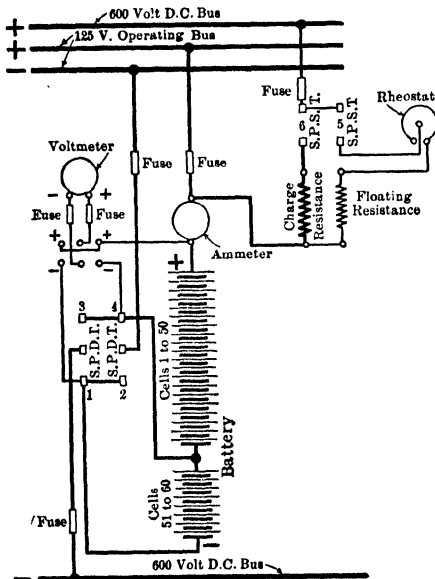 600 Volt D.C. Bus
+
+ 125 V. Operating Bus
−
Fuse
6 S.P.S.T. 5 S.P.S.T
Rheostat
Voltmeter
Fuse
Fuse
− +
Fuse Fuse
+ +
− −
Charge Resistance
Floating Resistance
Ammeter
+
3 4
S.P.D.T. S.P.D.T.
1 2
Cells 1 to 50
Battery
Cells 51 to 60
Fuse
−
600 Volt D.C. Bus
−